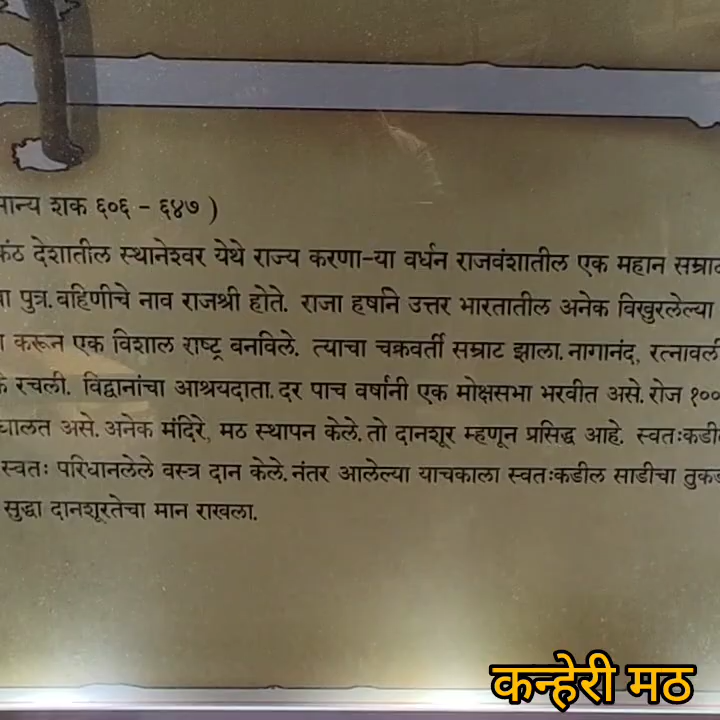 मान्य शक ६०६ - ६४७ )
कंठ देशातील स्थानेश्वर येथे राज्य करणा-या वर्धन राजवंशातील एक महान सम्राट
पुत्र. वहिणीचे नाव राजश्री होते. राजा हर्षाने उत्तर भारतातील अनेक विखुरलेल्या
करून एक विशाल राष्ट्र बनविले. त्याचा चक्रवर्ती सम्राट झाला. नागानंद, रत्नावली
रचली. विद्वानांचा आश्रयदाता. दर पाच वर्षांनी एक मोक्षसभा भरवीत असे. रोज १००
घालत असे. अनेक मंदिरे, मठ स्थापन केले. तो दानशूर म्हणून प्रसिद्ध आहे. स्वतःकडी
स्वतः परिधानलेले वस्त्र दान केले. नंतर आलेल्या याचकाला स्वतःकडील साडीचा तुकड
सुद्धा दानशूरतेचा मान राखला.
कन्हेरी मठ